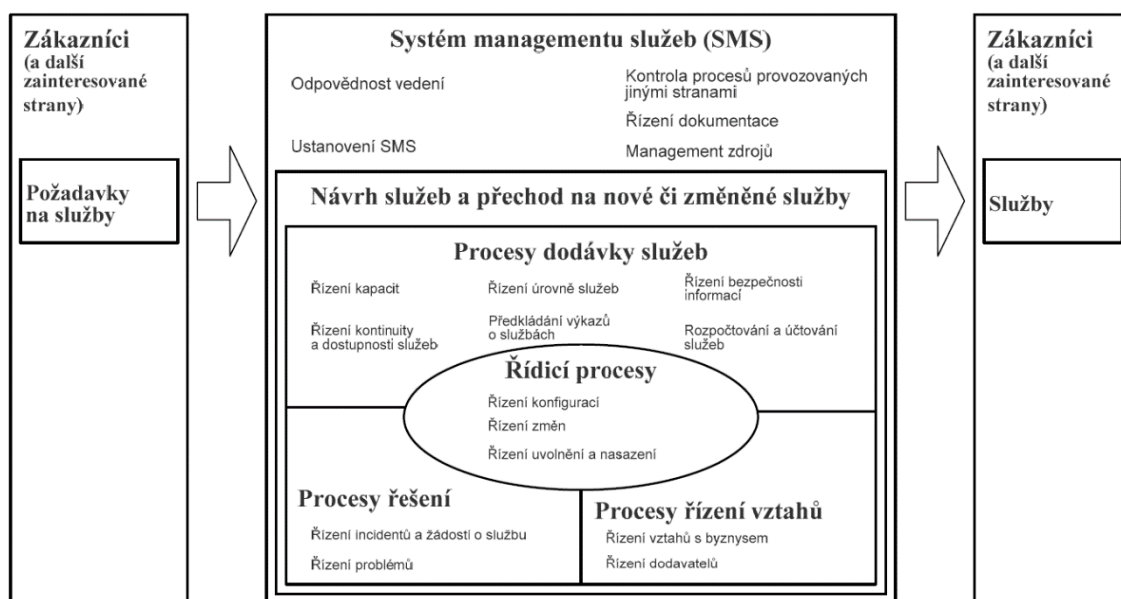 Zákazníci
(a další
zainteresované
strany)
Požadavky
na služby
Systém managementu služeb (SMS)
Odpovědnost vedení
Ustanovení SMS
Kontrola procesů provozovaných
jinými stranami
Řízení dokumentace
Management zdrojů
Návrh služeb a přechod na nové či změněné služby
Procesy dodávky služeb
Řízení kapacit
Řízení úrovně služeb
Řízení bezpečnosti
informací
Řízení kontinuity
a dostupnosti služeb
Předkládání výkazů
o službách
Rozpočtování a účtování
služeb
Řídicí procesy
Řízení konfigurací
Řízení změn
Řízení uvolnění a nasazení
Procesy řešení
Řízení incidentů a žádostí o službu
Řízení problémů
Procesy řízení vztahů
Řízení vztahů s byznysem
Řízení dodavatelů
Zákazníci
(a další
zainteresované
strany)
Služby